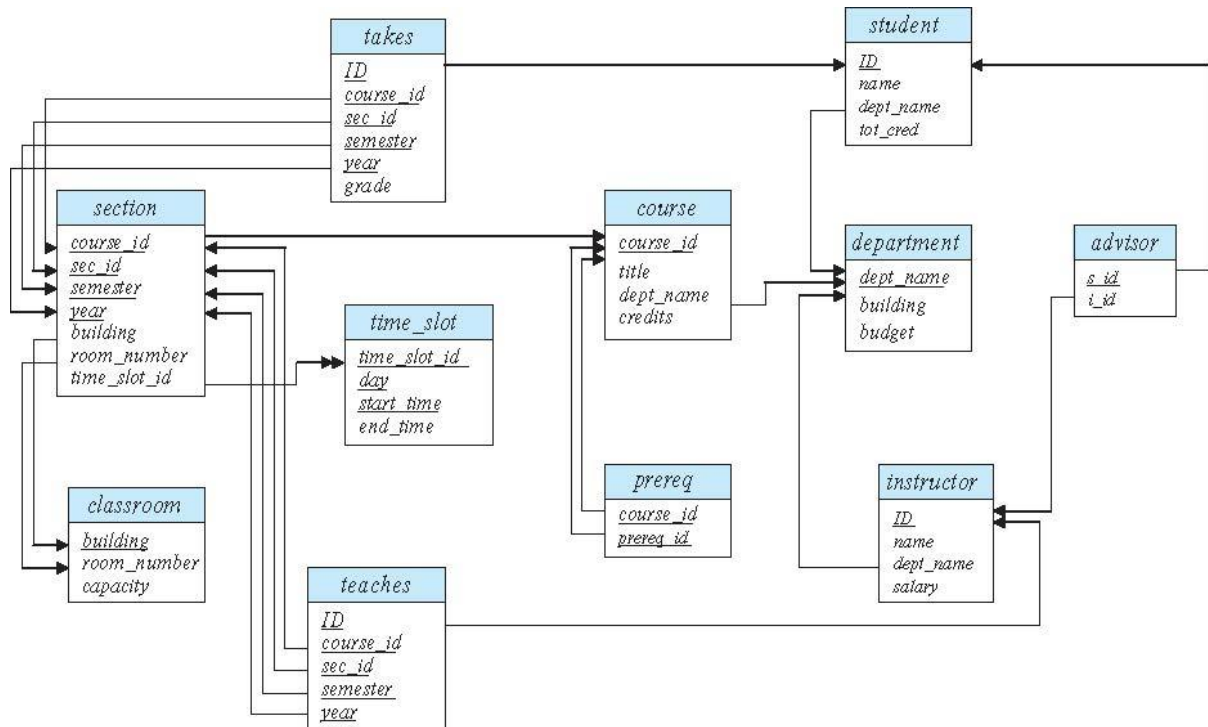 takes
ID
course_id
sec_id
semester
year
grade
student
ID
name
dept_name
tot_cred
section
course_id
sec_id
semester
year
building
room_number
time_slot_id
course
course_id
title
dept_name
credits
department
dept_name
building
budget
advisor
s_id
i_id
time_slot
time_slot_id
day
start_time
end_time
classroom
building
room_number
capacity
prereq
course_id
prereq_id
instructor
ID
name
dept_name
salary
teaches
ID
course_id
sec_id
semester
year